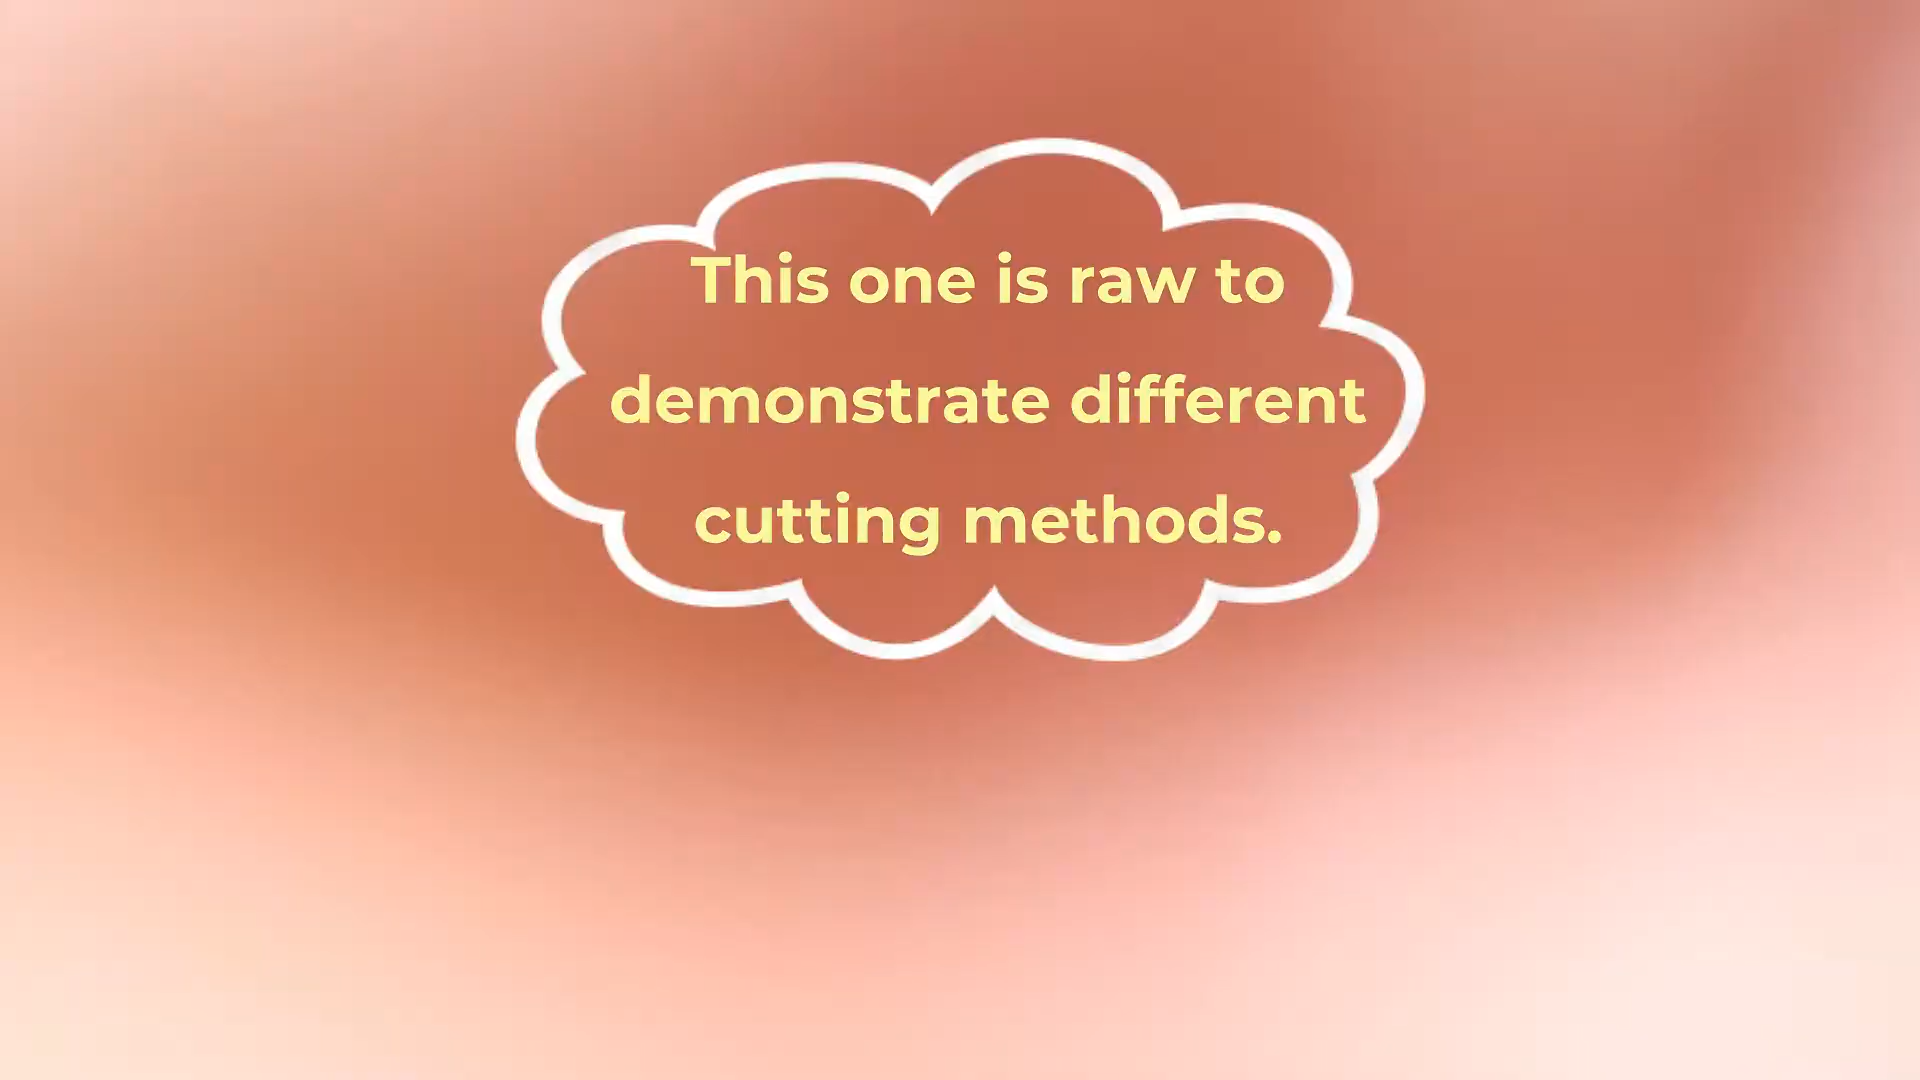 This one is raw to
demonstrate different
cutting methods.